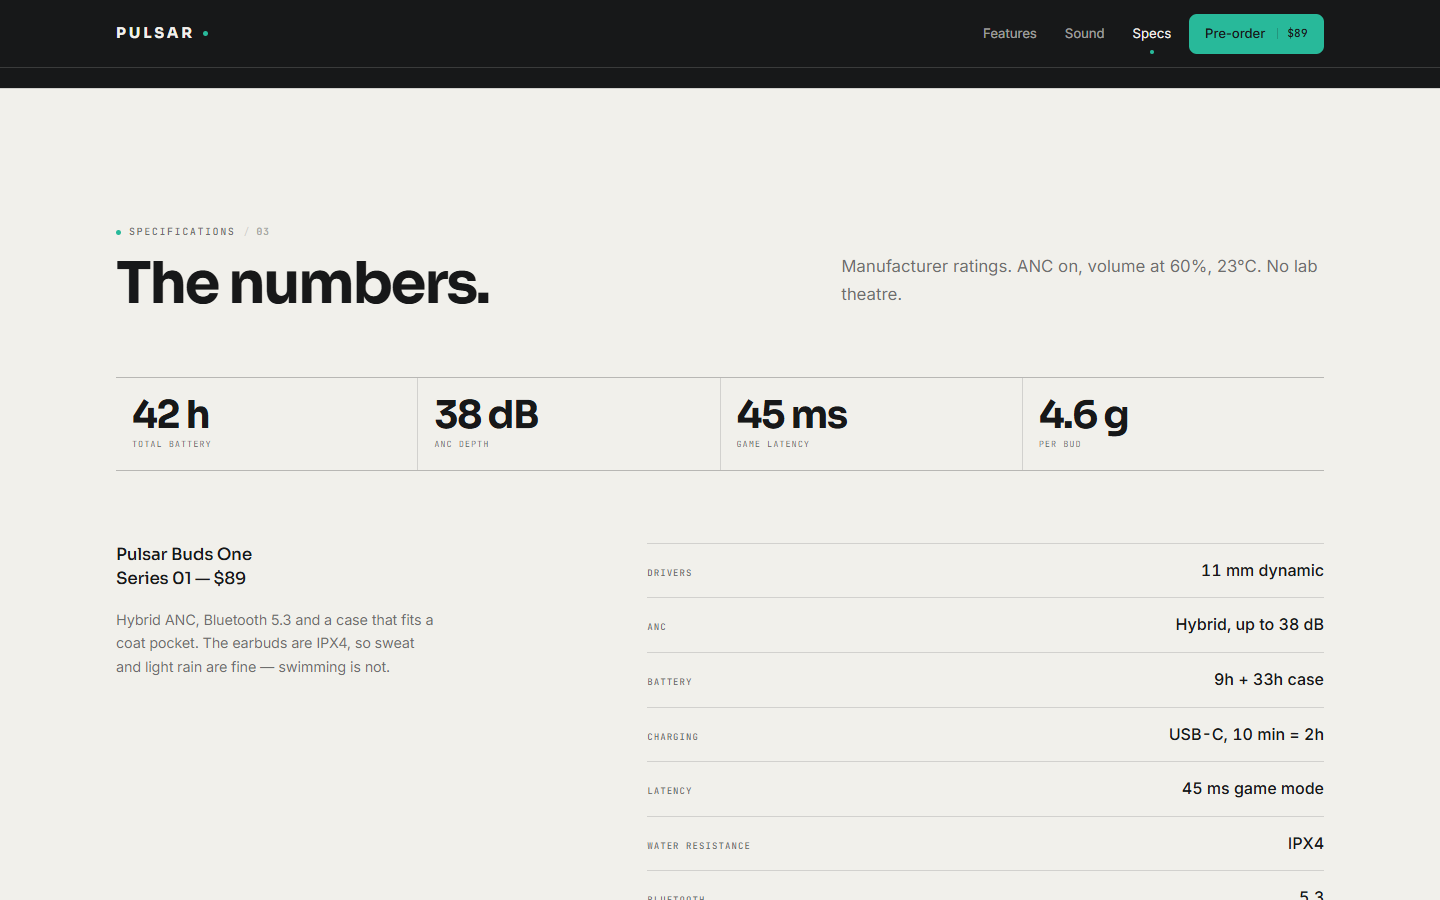 PULSAR
Features
Sound
Specs
Pre-order | $89
SPECIFICATIONS / 03
The numbers.
Manufacturer ratings. ANC on, volume at 60%, 23°C. No lab
theatre.
42 h
TOTAL BATTERY
38 dB
ANC DEPTH
45 ms
GAME LATENCY
4.6 g
PER BUD
Pulsar Buds One
Series 01 — $89
Hybrid ANC, Bluetooth 5.3 and a case that fits a
coat pocket. The earbuds are IPX4, so sweat
and light rain are fine — swimming is not.
DRIVERS
11 mm dynamic
ANC
Hybrid, up to 38 dB
BATTERY
9h + 33h case
CHARGING
USB-C, 10 min = 2h
LATENCY
45 ms game mode
WATER RESISTANCE
IPX4
BLUETOOTH
5.3